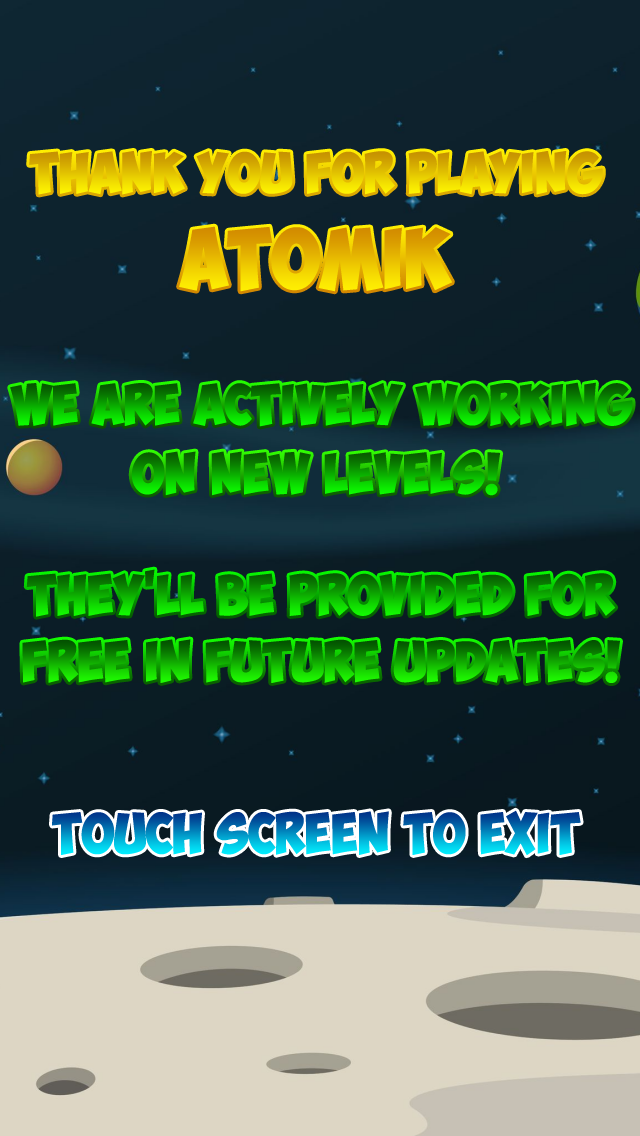 THANK YOU FOR PLAYING
ATOMIK
WE ARE ACTIVELY WORKING
ON NEW LEVELS!
THEY'LL BE PROVIDED FOR
FREE IN FUTURE UPDATES!
TOUCH SCREEN TO EXIT